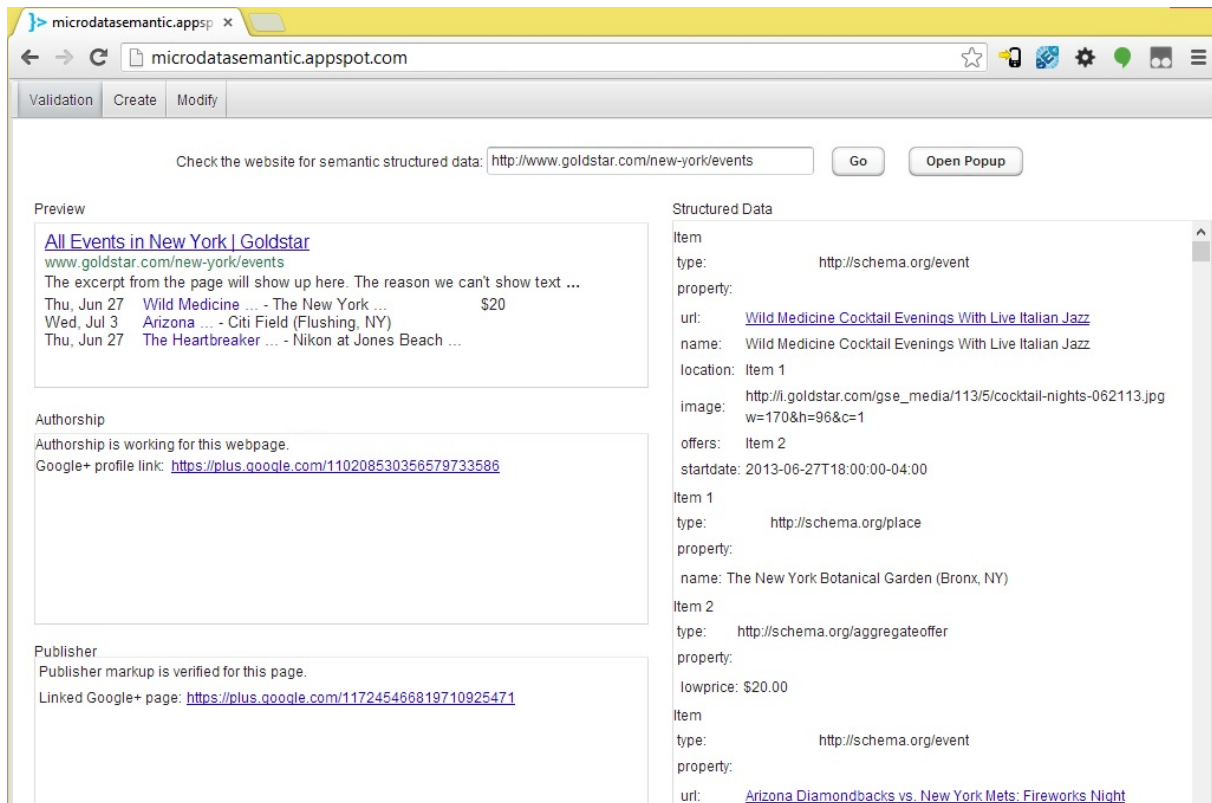 microdatasemantic.appsp
microdatasemantic.appspot.com
Validation Create Modify
Check the website for semantic structured data: http://www.goldstar.com/new-york/events Go Open Popup
Preview
All Events in New York | Goldstar
www.goldstar.com/new-york/events
The excerpt from the page will show up here. The reason we can't show text ...
Thu, Jun 27 Wild Medicine ... - The New York ... $20
Wed, Jul 3 Arizona ... - Citi Field (Flushing, NY)
Thu, Jun 27 The Heartbreaker ... - Nikon at Jones Beach ...
Authorship
Authorship is working for this webpage.
Google+ profile link: https://plus.google.com/110208530356579733586
Publisher
Publisher markup is verified for this page.
Linked Google+ page: https://plus.google.com/117245466819710925471
Structured Data
Item
type: http://schema.org/event
property:
url: Wild Medicine Cocktail Evenings With Live Italian Jazz
name: Wild Medicine Cocktail Evenings With Live Italian Jazz
location: Item 1
image: http://i.goldstar.com/gse_media/113/5/cocktail-nights-062113.jpg
w=170&h=96&c=1
offers: Item 2
startdate: 2013-06-27T18:00:00-04:00
Item 1
type: http://schema.org/place
property:
name: The New York Botanical Garden (Bronx, NY)
Item 2
type: http://schema.org/aggregateoffer
property:
lowprice: $20.00
Item
type: http://schema.org/event
property:
url: Arizona Diamondbacks vs. New York Mets: Fireworks Night